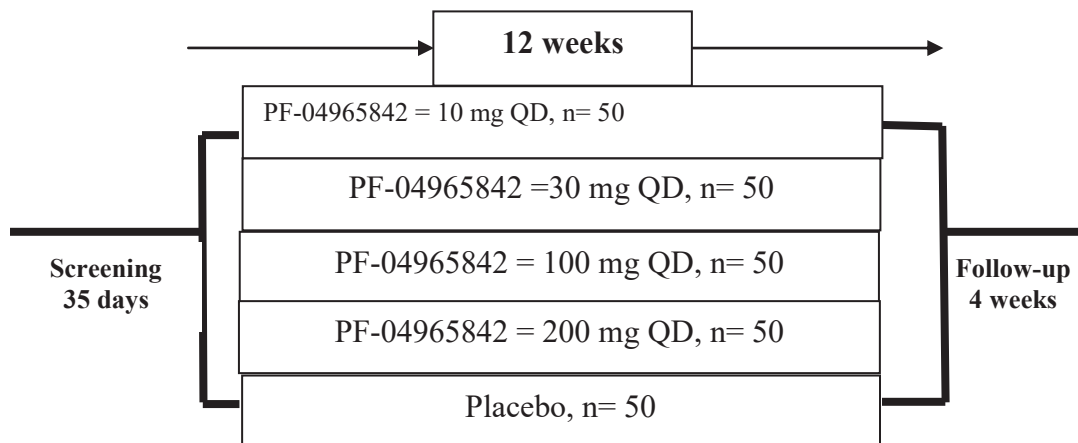 12 weeks
PF-04965842 = 10 mg QD, n= 50
PF-04965842 =30 mg QD, n= 50
PF-04965842 = 100 mg QD, n= 50
PF-04965842 = 200 mg QD, n= 50
Placebo, n= 50
Screening
35 days
Follow-up
4 weeks